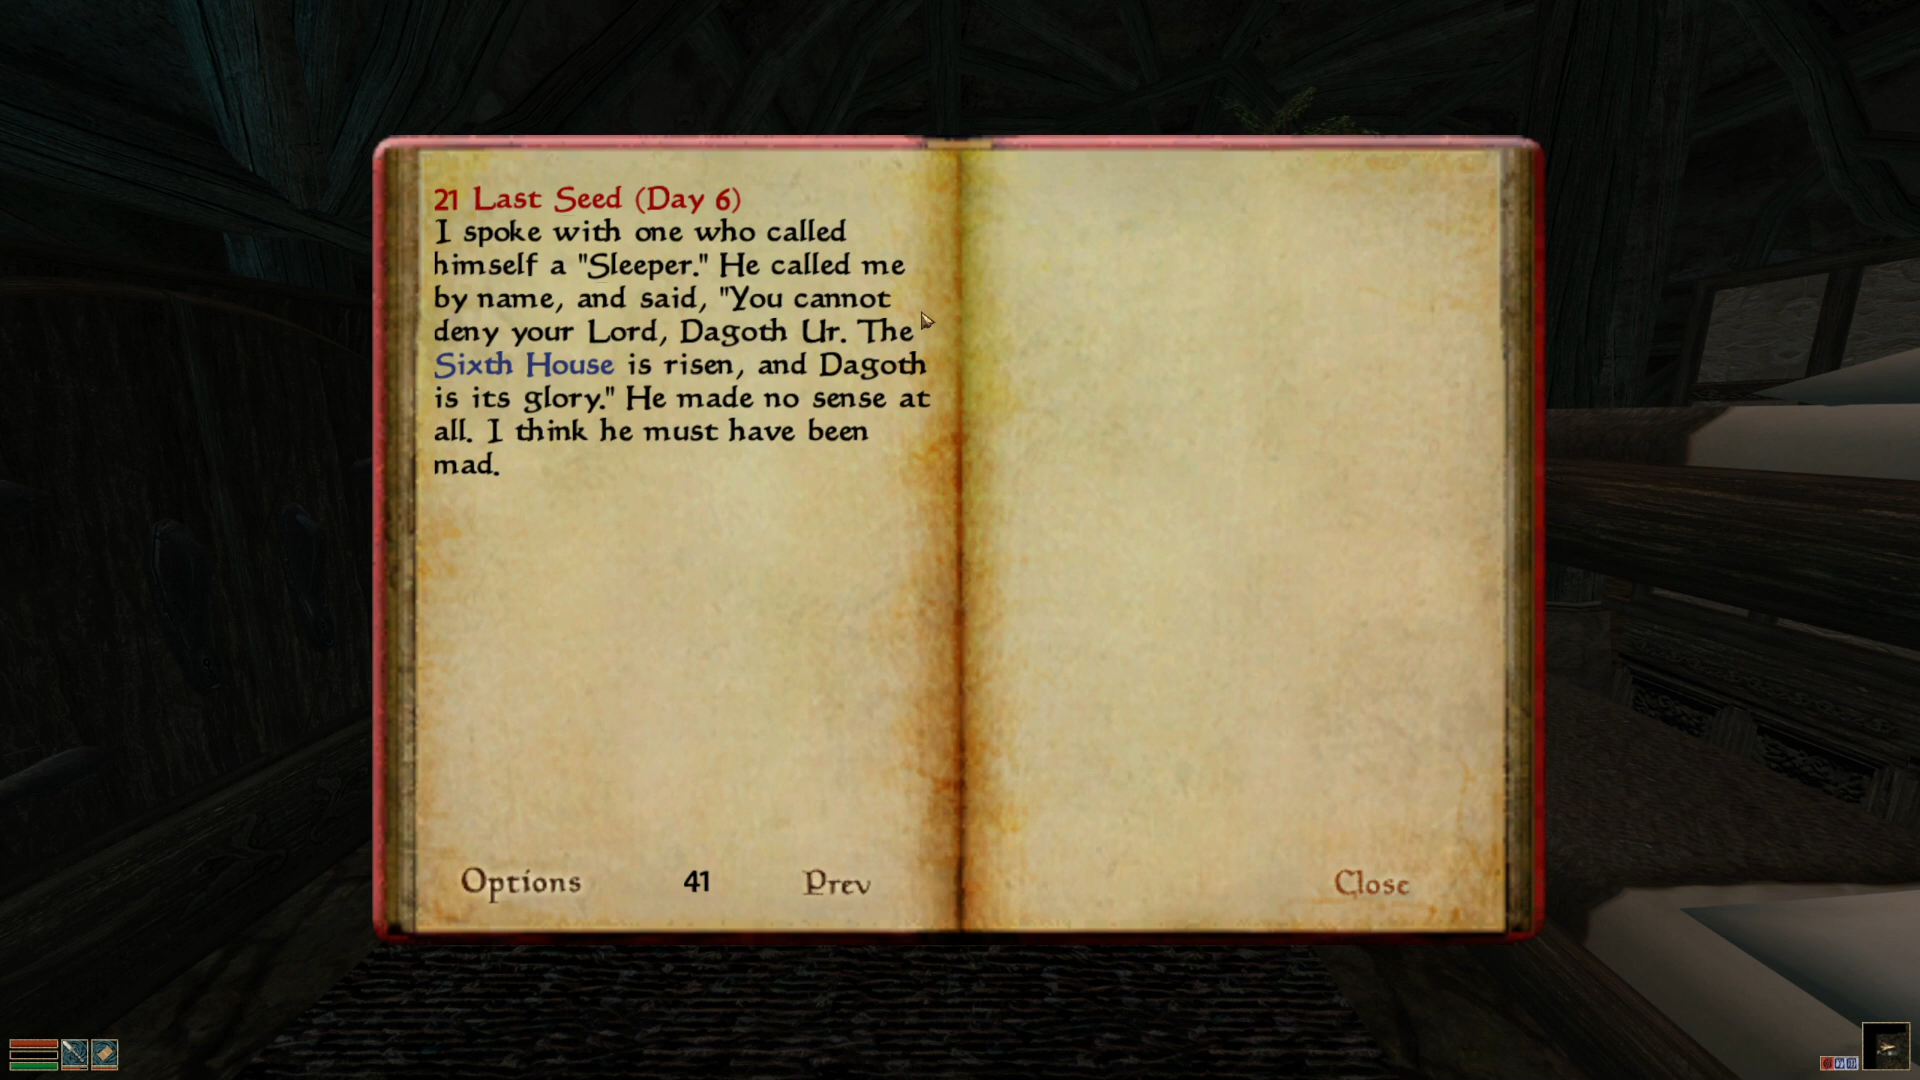 21 Last Seed (Day 6)
I spoke with one who called
himself a "Sleeper." He called me
by name, and said, "You cannot
deny your Lord, Dagoth Ur. The
Sixth House is risen, and Dagoth
is its glory." He made no sense at
all. I think he must have been
mad.
Options 41 Prev Close